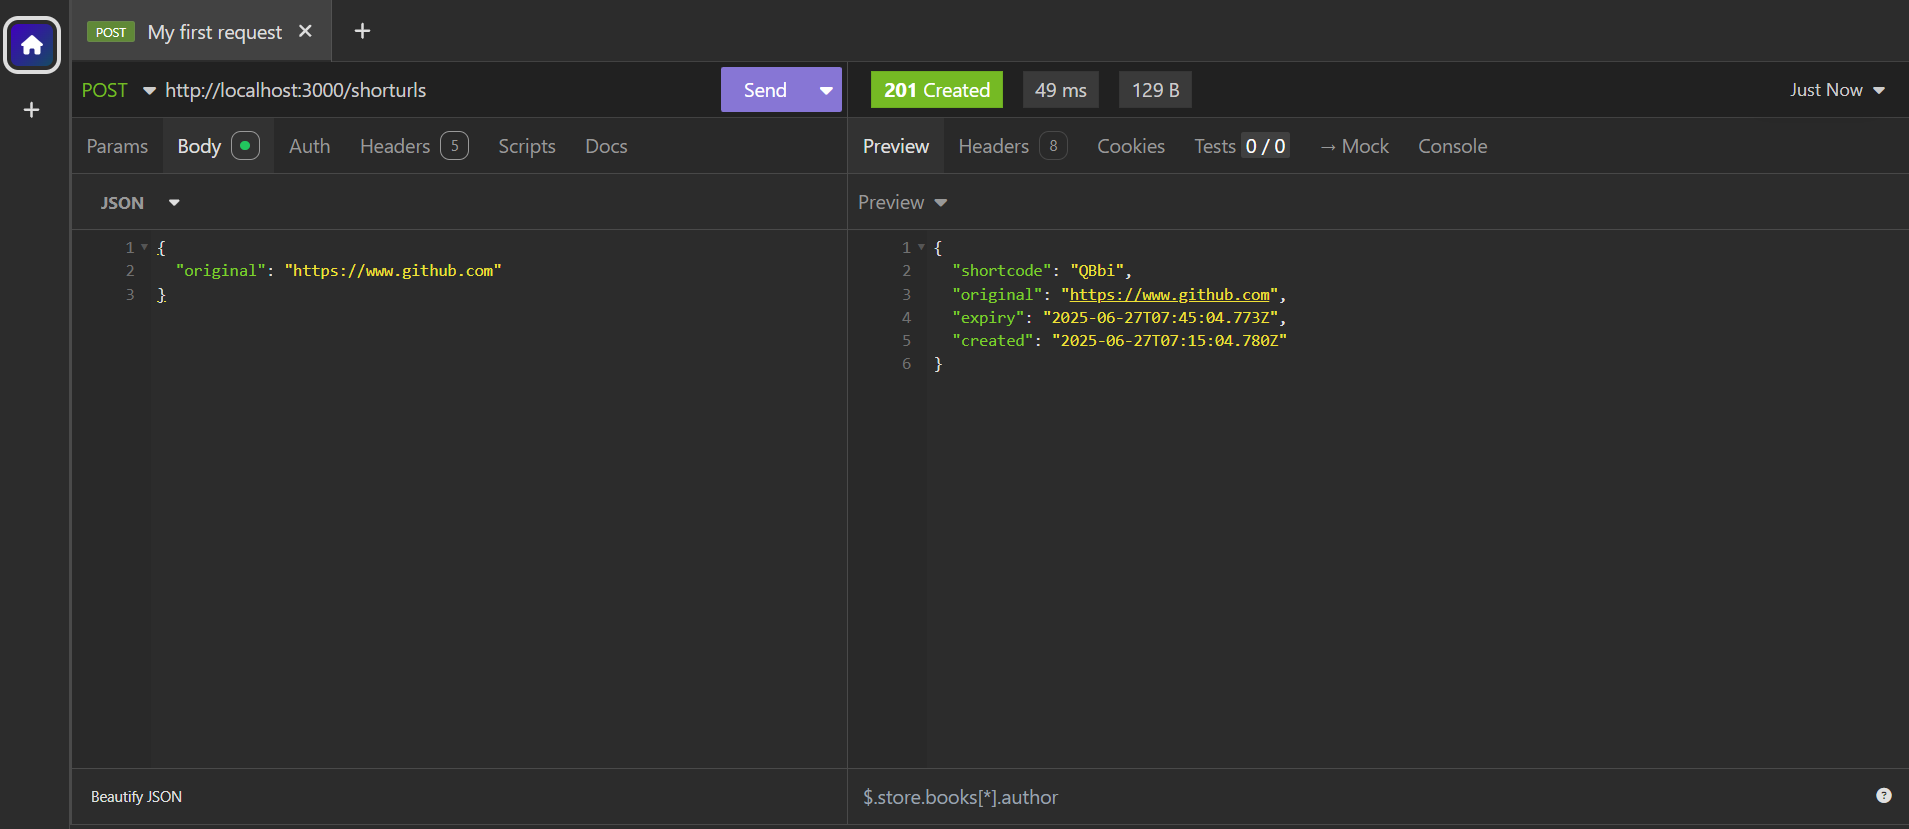 POST My first request
POST http://localhost:3000/shorturls Send 201 Created 49 ms 129 B Just Now
Params Body Auth Headers 5 Scripts Docs Preview Headers 8 Cookies Tests 0 / 0 → Mock Console
JSON Preview
1 {
2 "original": "https://www.github.com"
3 }
1 {
2 "shortcode": "QBbi",
3 "original": "https://www.github.com",
4 "expiry": "2025-06-27T07:45:04.773Z",
5 "created": "2025-06-27T07:15:04.780Z"
6 }
Beautify JSON $.store.books[*].author ?